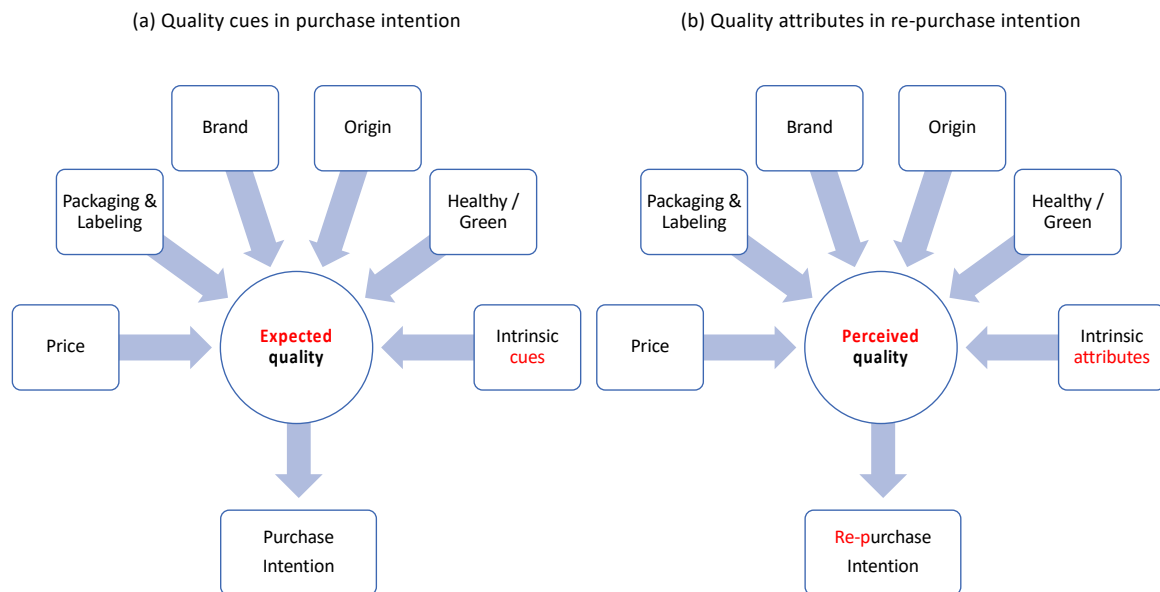 (a) Quality cues in purchase intention
Brand
Origin
Packaging &
Labeling
Healthy /
Green
Price
Expected
quality
Intrinsic
cues
Purchase
Intention
(b) Quality attributes in re-purchase intention
Brand
Origin
Packaging &
Labeling
Healthy /
Green
Price
Perceived
quality
Intrinsic
attributes
Re-purchase
Intention